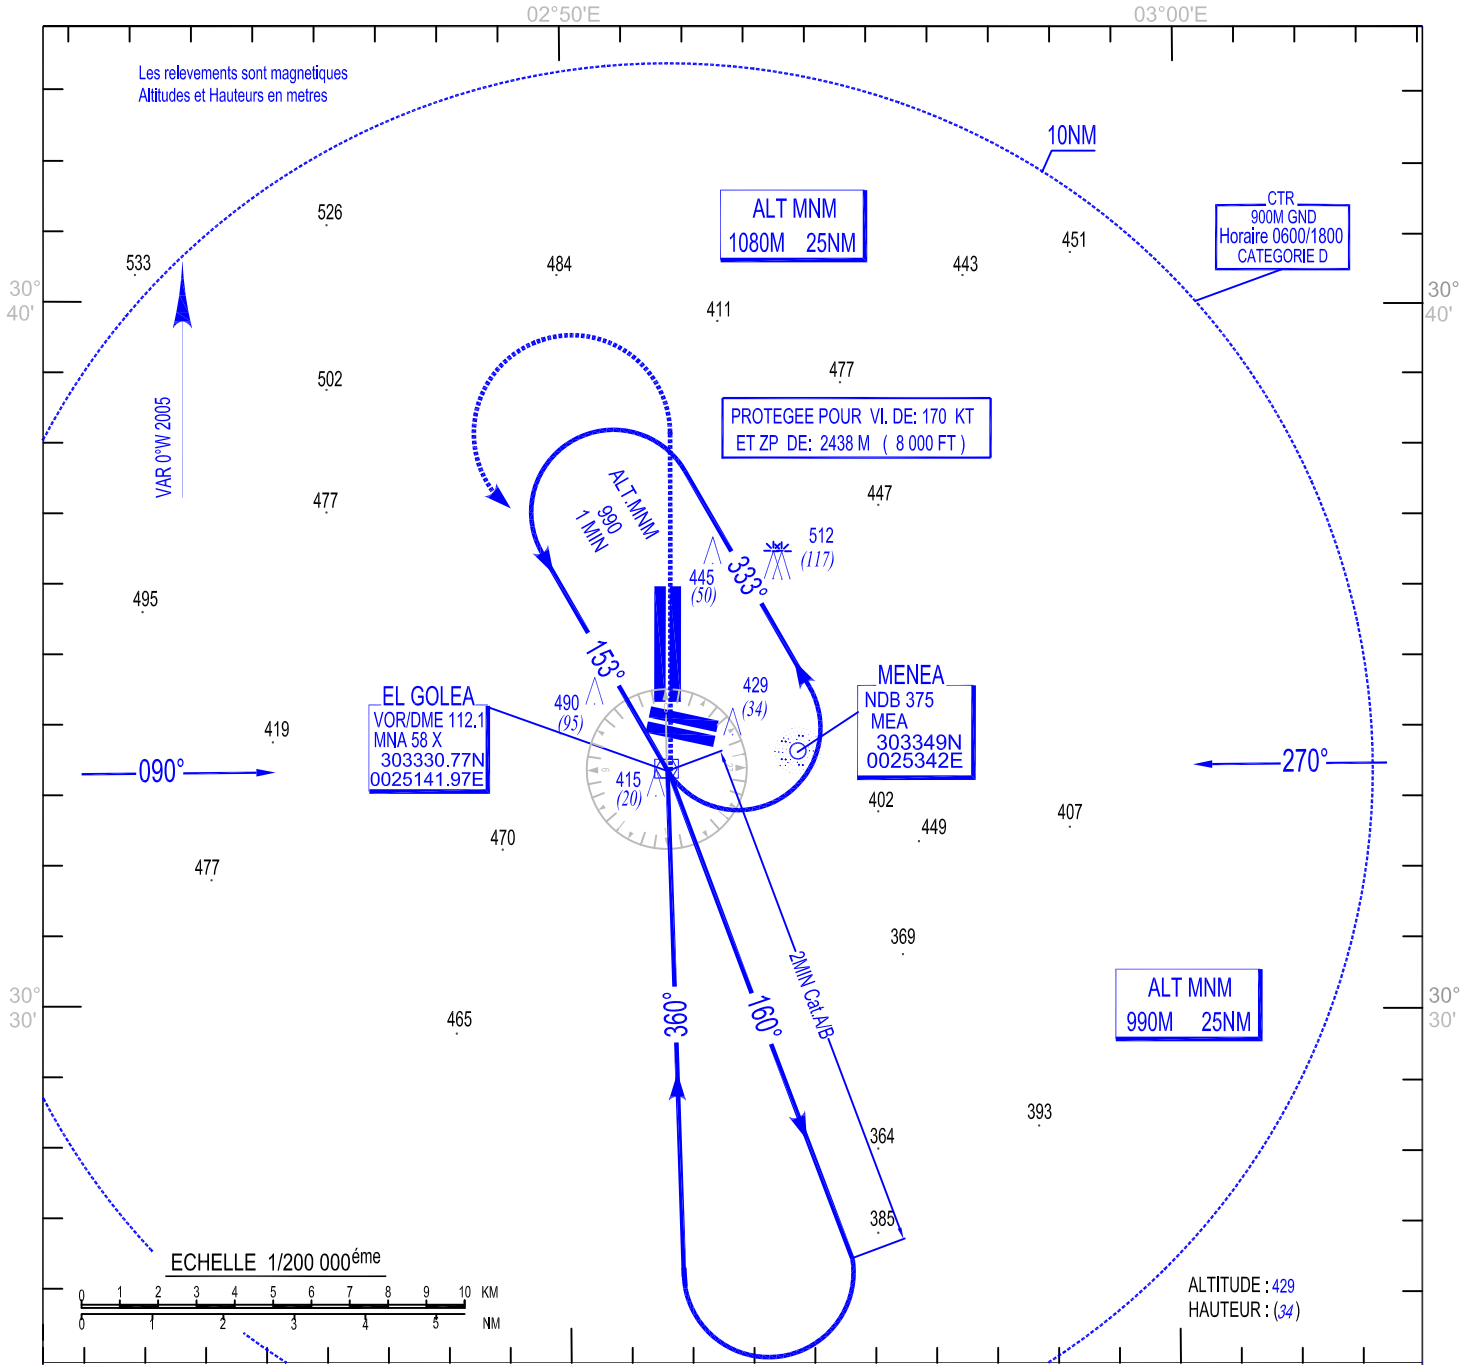 02°50'E
03°00'E
Les relevements sont magnetiques
Altitudes et Hauteurs en metres
10NM
CTR
900M GND
Horaire 0600/1800
CATEGORIE D
ALT MNM
1080M 25NM
526
533
484
443
451
411
30°
40'
30°
40'
VAR 0°W 2005
502
477
PROTEGEE POUR VI. DE: 170 KT
ET ZP DE: 2438 M ( 8 000 FT )
477
447
ALT.MNM
990
1 MIN
512
(117)
445
(50)
333°
495
153°
490
(95)
429
(34)
EL GOLEA
VOR/DME 112.1
MNA 58 X
303330.77N
0025141.97E
MENEA
NDB 375
MEA
303349N
0025342E
419
090°
270°
415
(20)
402
407
449
470
477
369
2MIN Cat.A/B
360°
160°
ALT MNM
990M 25NM
30°
30'
30°
30'
465
393
364
385
ECHELLE 1/200 000éme
0 1 2 3 4 5 6 7 8 9 10 KM
0 1 2 3 4 5 NM
ALTITUDE : 429
HAUTEUR : (34)